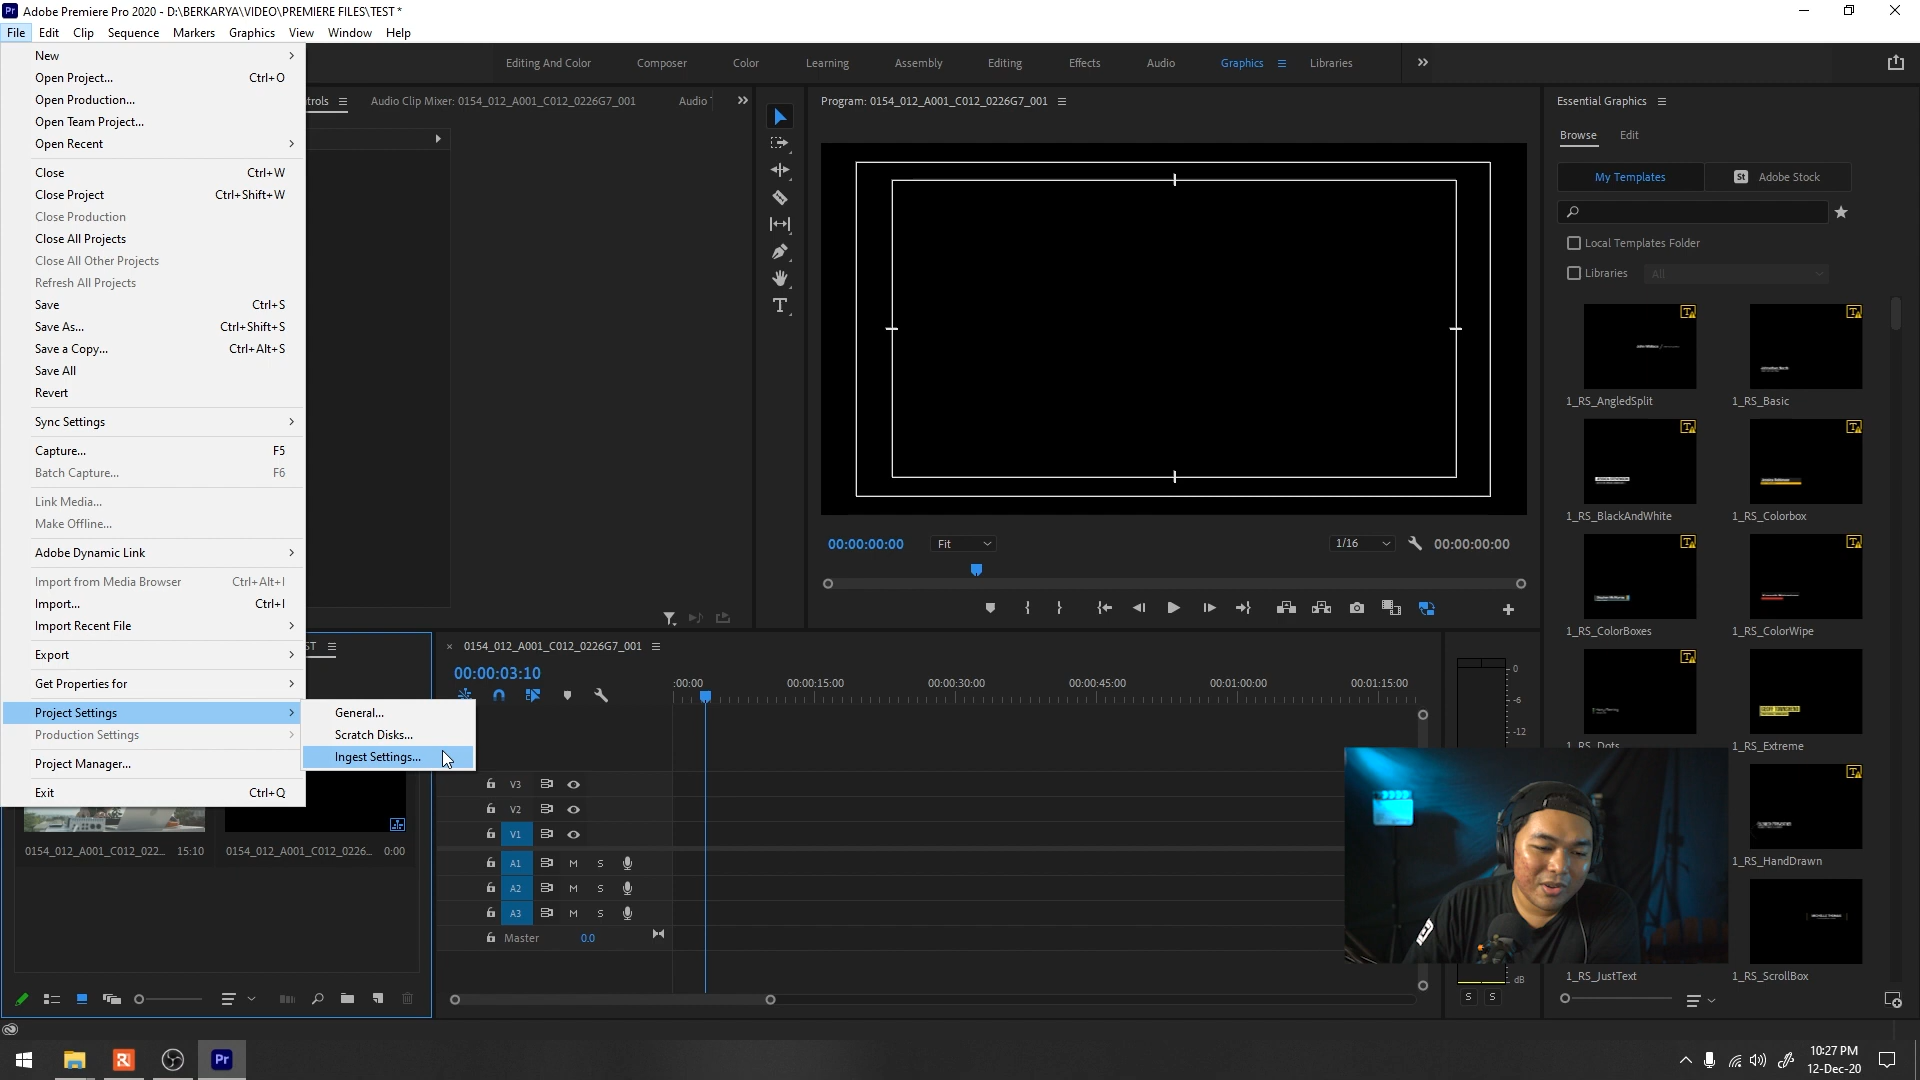 Adobe Premiere Pro 2020 - D:\BERKARYA\VIDEO\PREMIERE FILES\TEST *
File Edit Clip Sequence Markers Graphics View Window Help
New
Open Project... Ctrl+O
Open Production...
Open Team Project...
Open Recent
Close Ctrl+W
Close Project Ctrl+Shift+W
Close Production
Close All Projects
Close All Other Projects
Refresh All Projects
Save Ctrl+S
Save As... Ctrl+Shift+S
Save a Copy... Ctrl+Alt+S
Save All
Revert
Sync Settings
Capture... F5
Batch Capture... F6
Link Media...
Make Offline...
Adobe Dynamic Link
Import from Media Browser Ctrl+Alt+I
Import... Ctrl+I
Import Recent File
Export
Get Properties for
Project Settings
Production Settings
Project Manager...
Exit Ctrl+Q
General...
Scratch Disks...
Ingest Settings...
Editing And Color Composer Color Learning Assembly Editing Effects Audio Graphics Libraries
trols Audio Clip Mixer: 0154_012_A001_C012_0226G7_001 Audio
Program: 0154_012_A001_C012_0226G7_001
00:00:00:00 Fit 1/16 00:00:00:00
Essential Graphics
Browse Edit
My Templates St Adobe Stock
Local Templates Folder
Libraries All
1_RS_AngledSplit 1_RS_Basic
1_RS_BlackAndWhite 1_RS_Colorbox
1_RS_ColorBoxes 1_RS_ColorWipe
1_RS_Dots 1_RS_Extreme
1_RS_HandDrawn
1_RS_JustText 1_RS_ScrollBox
ST
0154_012_A001_C012_022... 15:10 0154_012_A001_C012_0226... 0:00
0154_012_A001_C012_0226G7_001
00:00:03:10
:00:00 00:00:15:00 00:00:30:00 00:00:45:00 00:01:00:00 00:01:15:00
V3
V2
V1
A1 M S
A2 M S
A3 M S
Master 0.0
0
-6
-12
dB
S S
Pr
10:27 PM
12-Dec-20